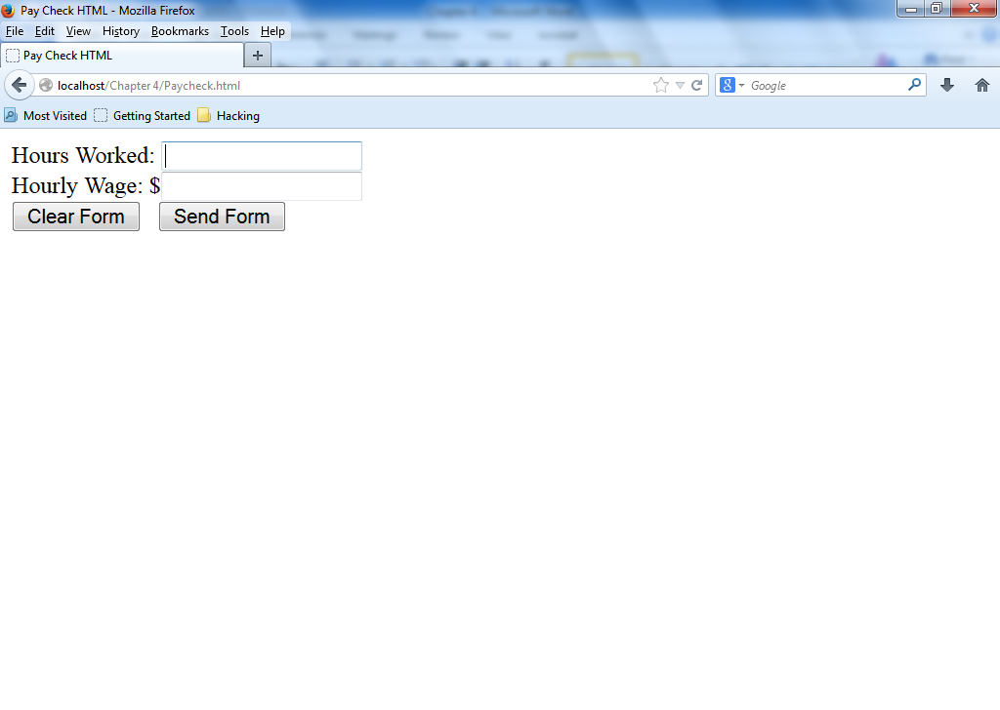 Pay Check HTML - Mozilla Firefox
File Edit View History Bookmarks Tools Help
Pay Check HTML
localhost/Chapter 4/Paycheck.html
Google
Most Visited Getting Started Hacking
Hours Worked:
Hourly Wage: $
Clear Form Send Form